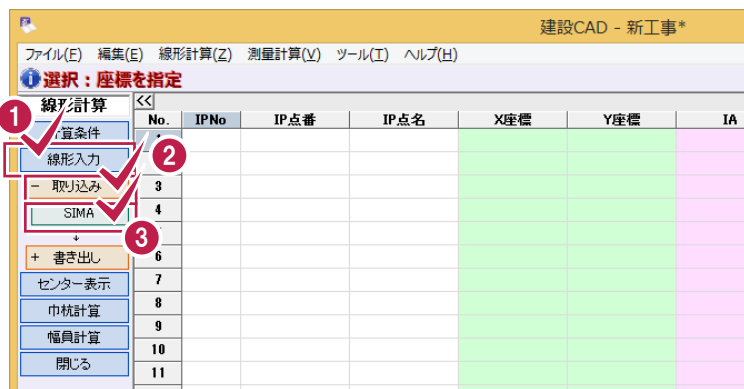 建設CAD - 新工事*
ファイル(F) 編集(E) 線形計算(Z) 測量計算(V) ツール(T) ヘルプ(H)
選択：座標を指定
線形計算
<<
No. IPNo IP点番 IP点名 X座標 Y座標 IA
1
算条件
線形入力
2
- 取り込み
3
SIMA
4
3
+ 書き出し
6
センター表示
7
巾杭計算
8
幅員計算
9
10
閉じる
11